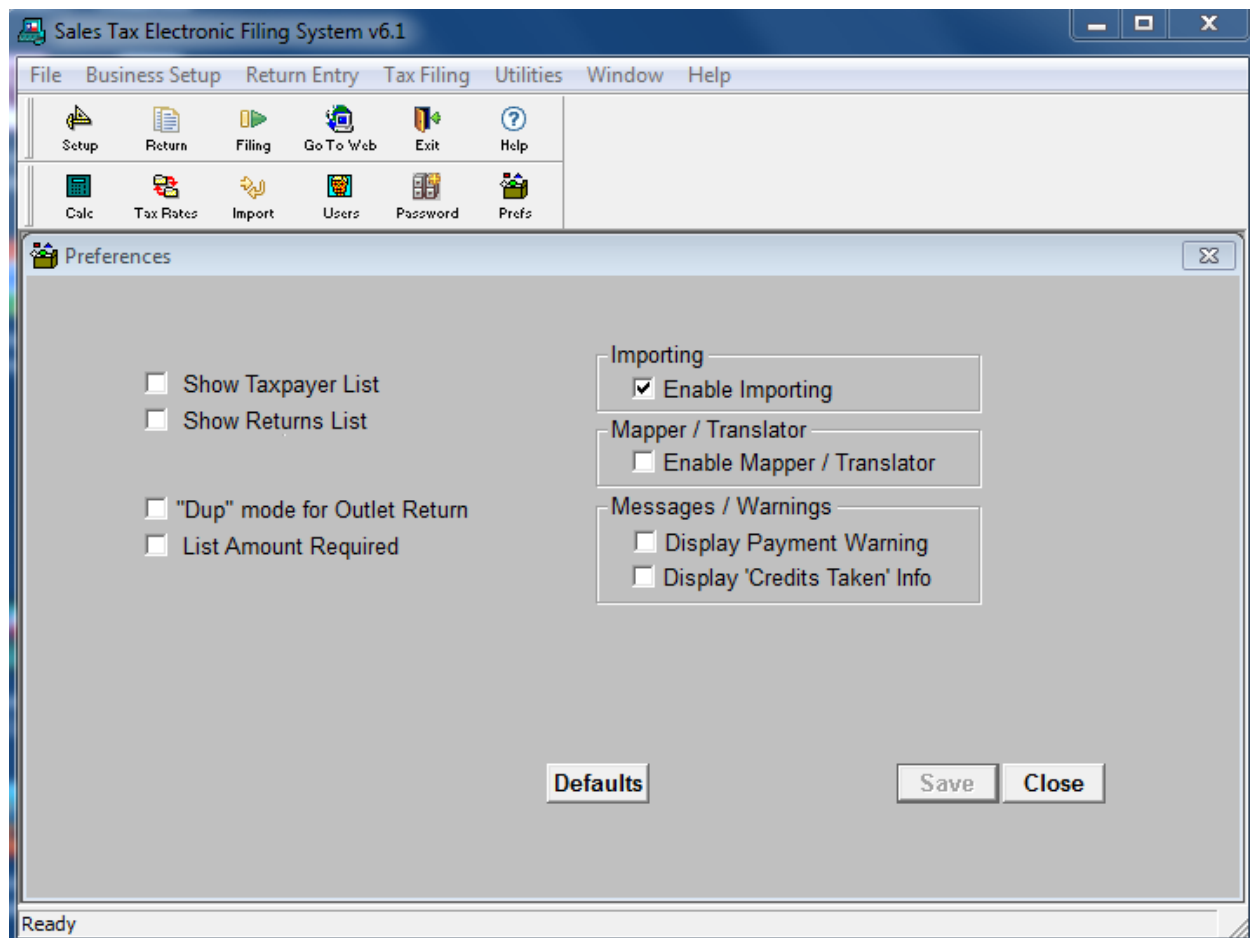 Sales Tax Electronic Filing System v6.1
File Business Setup Return Entry Tax Filing Utilities Window Help
Setup Return Filing Go To Web Exit Help
Calc Tax Rates Import Users Password Prefs
Preferences
Show Taxpayer List
Show Returns List
"Dup" mode for Outlet Return
List Amount Required
Importing
Enable Importing
Mapper / Translator
Enable Mapper / Translator
Messages / Warnings
Display Payment Warning
Display 'Credits Taken' Info
Defaults Save Close
Ready